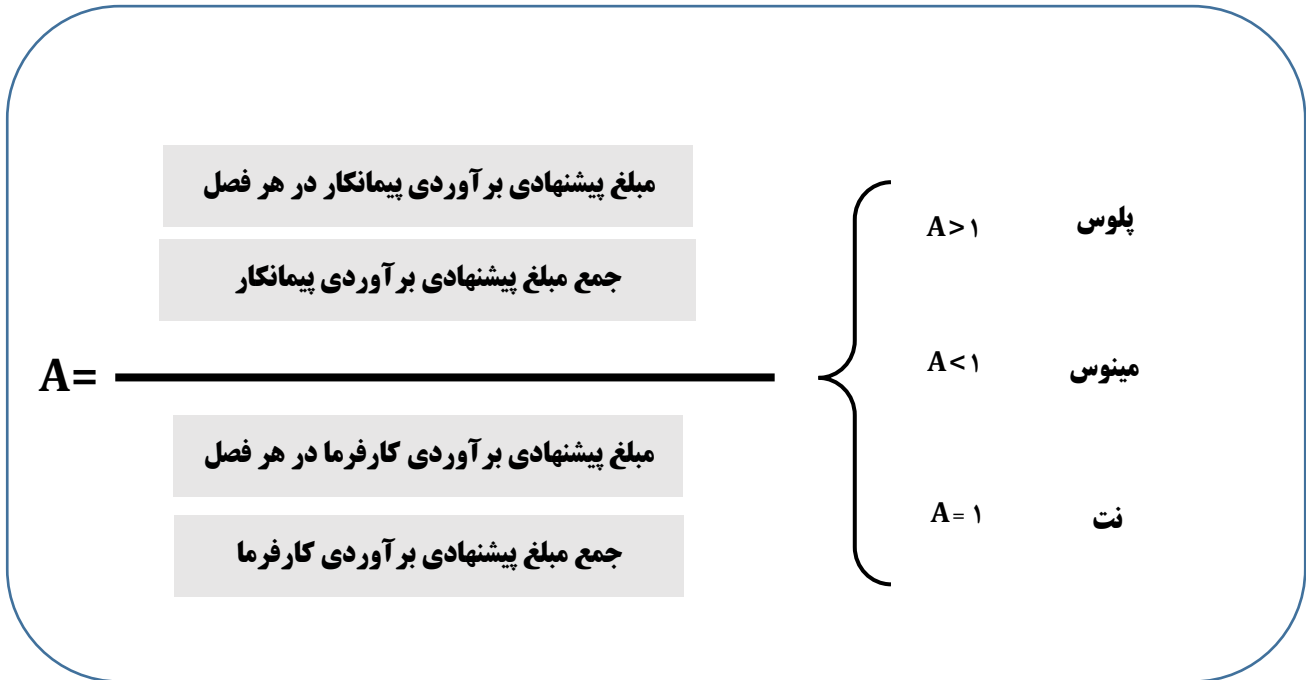 مبلغ پیشنهادی برآوردی پیمانکار در هر فصل
جمع مبلغ پیشنهادی برآوردی پیمانکار
A=
مبلغ پیشنهادی برآوردی کارفرما در هر فصل
جمع مبلغ پیشنهادی برآوردی کارفرما
A>۱ پلوس
A<۱ مینوس
A=۱ نت